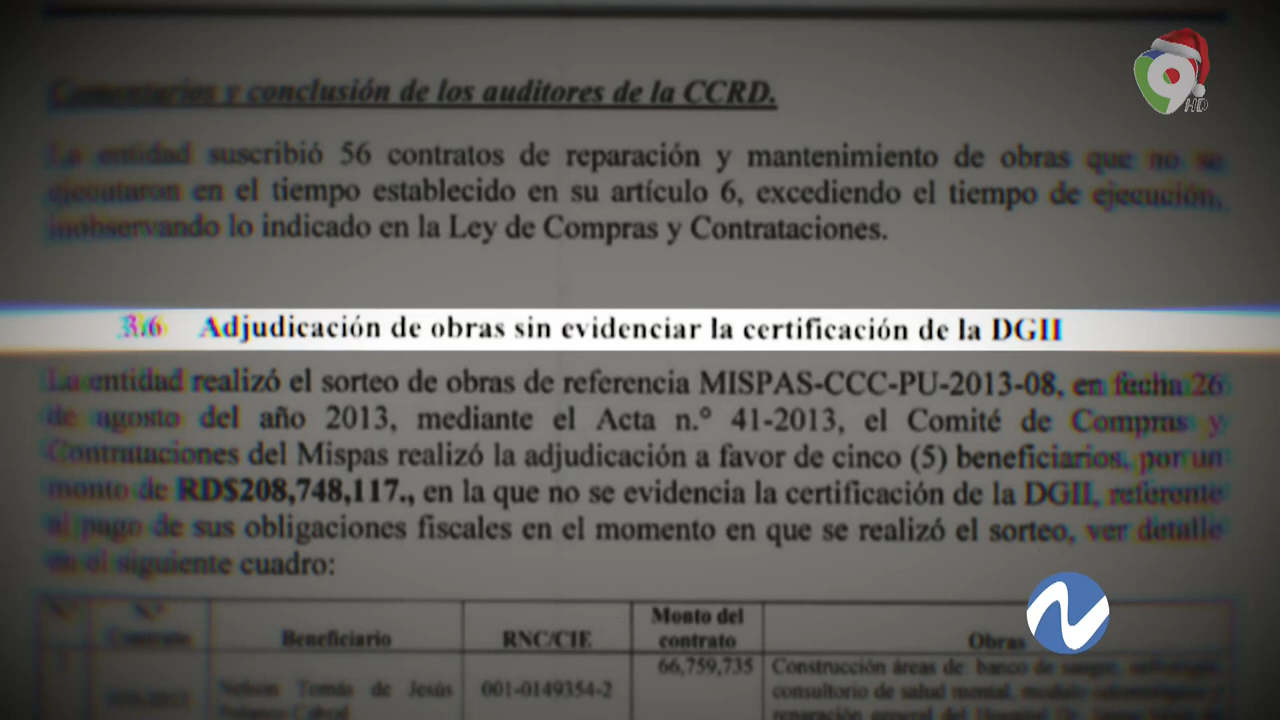 9
HD
Comentarios y conclusión de los auditores de la CCRD.
La entidad suscribió 56 contratos de reparación y mantenimiento de obras que no se
ejecutaron en el tiempo establecido en su artículo 6, excediendo el tiempo de ejecución,
inobservando lo indicado en la Ley de Compras y Contrataciones.
3.6 Adjudicación de obras sin evidenciar la certificación de la DGII
La entidad realizó el sorteo de obras de referencia MISPAS-CCC-PU-2013-08, en fecha 26
de agosto del año 2013, mediante el Acta n.° 41-2013, el Comité de Compras y
Contrataciones del Mispas realizó la adjudicación a favor de cinco (5) beneficiarios, por un
monto de RD$208,748,117., en la que no se evidencia la certificación de la DGII, referente
al pago de sus obligaciones fiscales en el momento en que se realizó el sorteo, ver detalle
en el siguiente cuadro:
Contrato Beneficiario RNC/CIE Monto del contrato Obras
Nelson Tomás de Jesús 001-0149354-2 66,759,735 Construcción áreas de banco de sangre,
consultorio de salud mental,
reparación general del Hospital